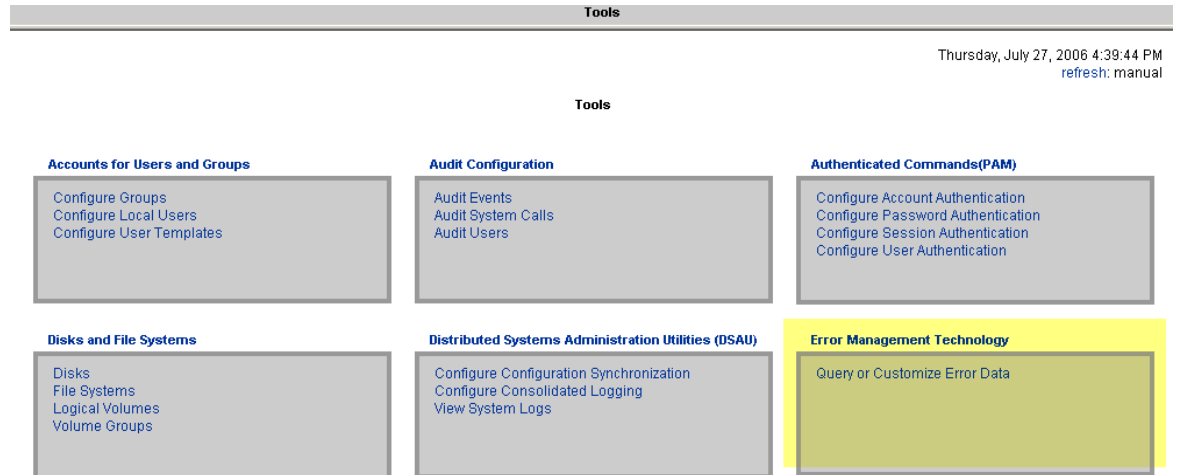 Tools
Thursday, July 27, 2006 4:39:44 PM
refresh: manual
Tools
Accounts for Users and Groups
Configure Groups
Configure Local Users
Configure User Templates
Audit Configuration
Audit Events
Audit System Calls
Audit Users
Authenticated Commands(PAM)
Configure Account Authentication
Configure Password Authentication
Configure Session Authentication
Configure User Authentication
Disks and File Systems
Disks
File Systems
Logical Volumes
Volume Groups
Distributed Systems Administration Utilities (DSAU)
Configure Configuration Synchronization
Configure Consolidated Logging
View System Logs
Error Management Technology
Query or Customize Error Data